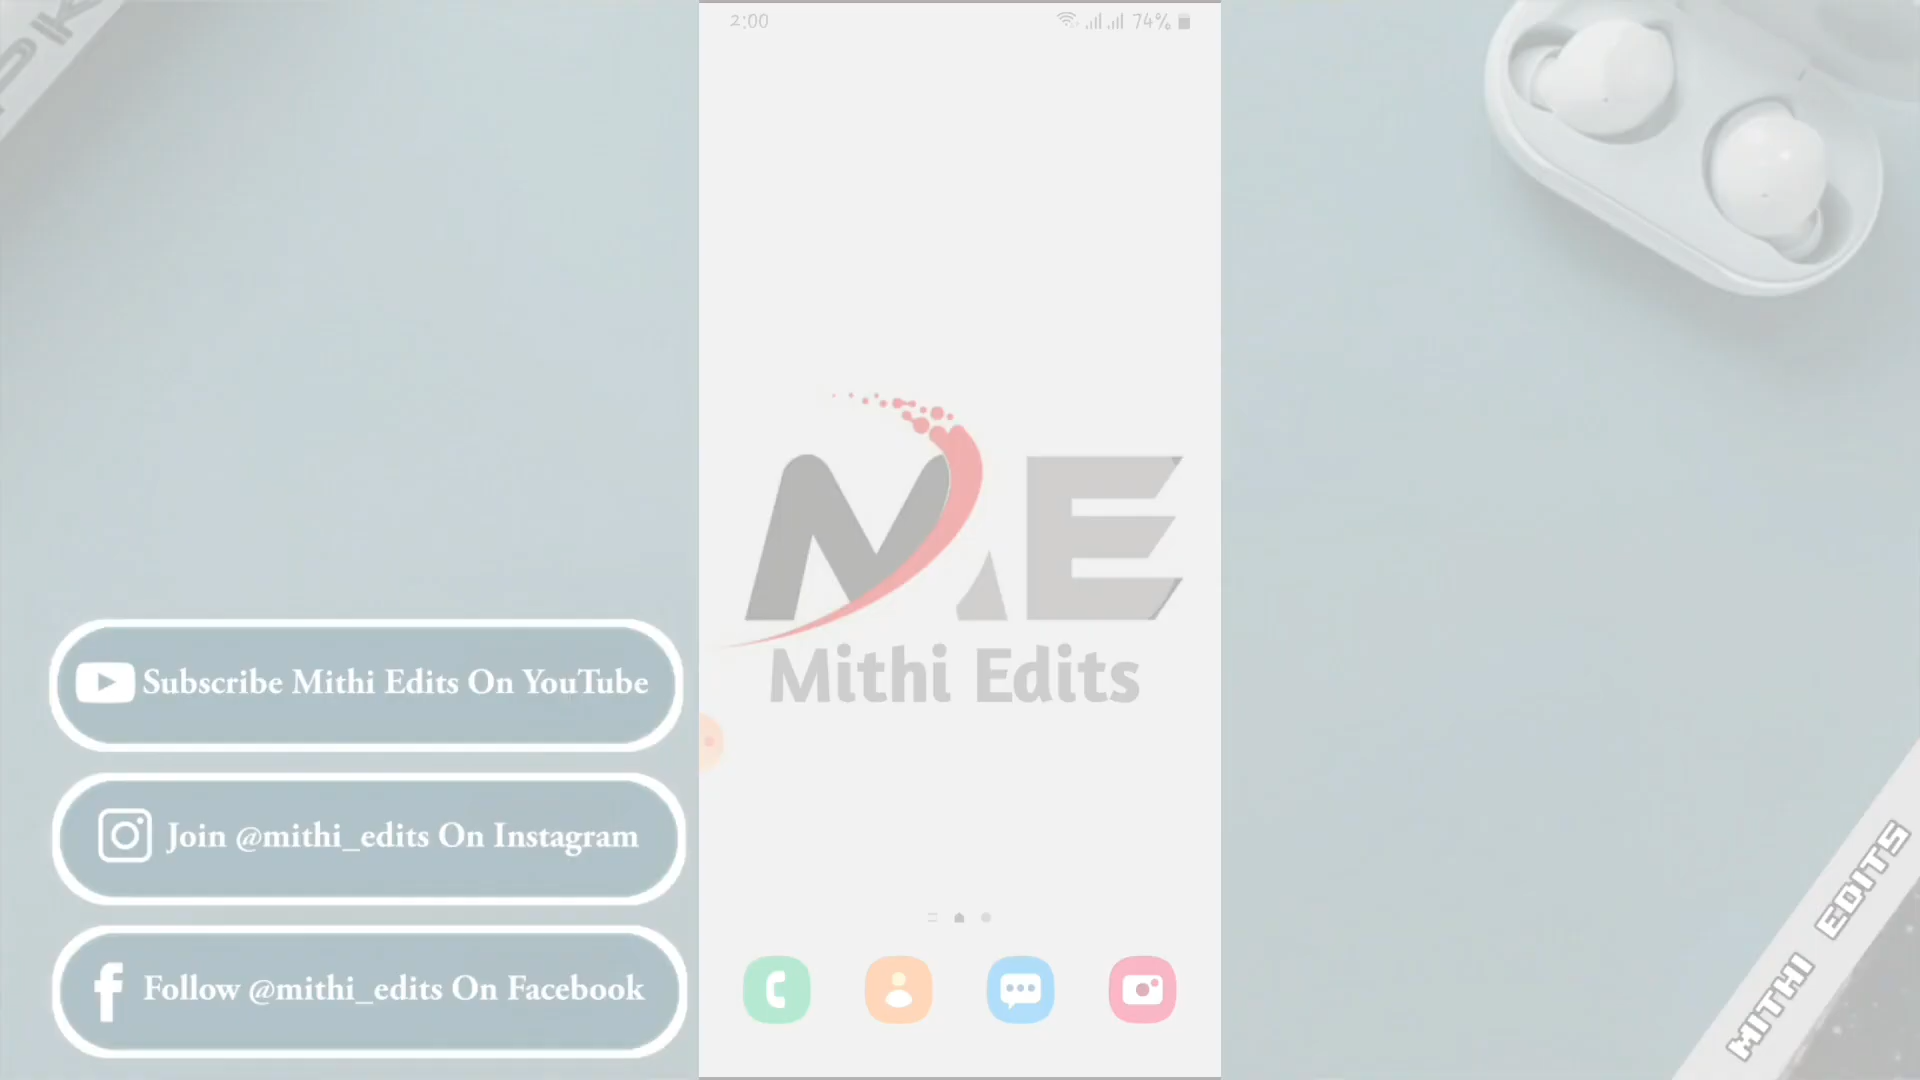 2:00
74%
ME
Mithi Edits
Subscribe Mithi Edits On YouTube
Join @mithi_edits On Instagram
Follow @mithi_edits On Facebook
MITHI EDITS